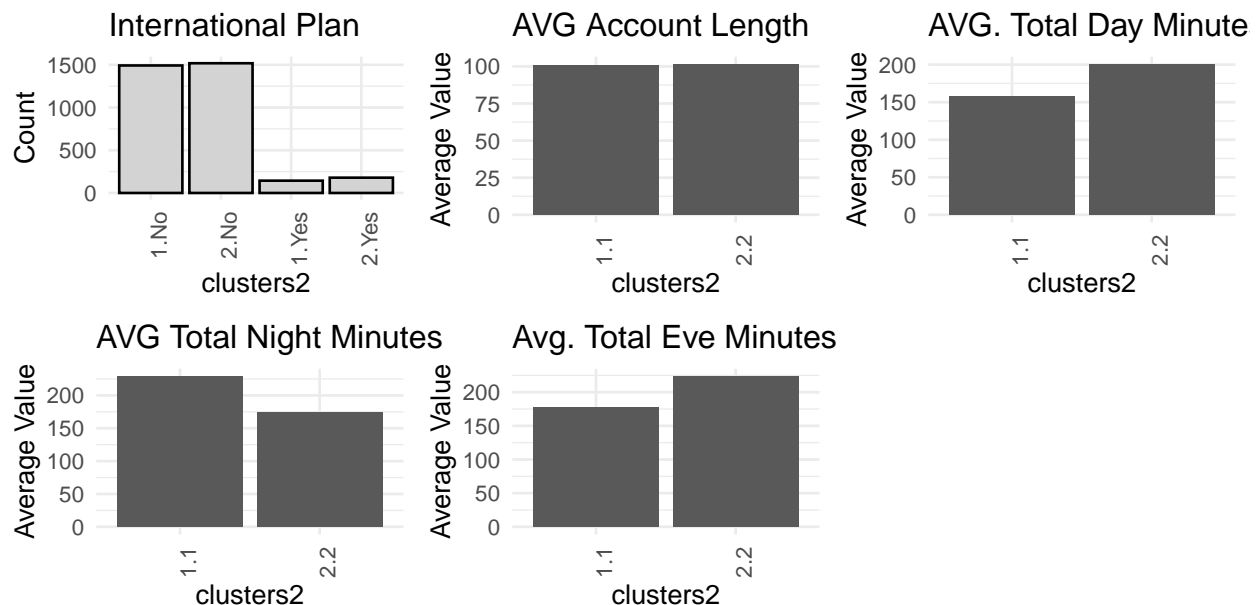 International Plan
Count
1500
1000
500
0
1.No
2.No
1.Yes
2.Yes
clusters2
AVG Account Length
Average Value
100
75
50
25
0
1.1
2.2
clusters2
AVG. Total Day Minute
Average Value
200
150
100
50
0
1.1
2.2
clusters2
AVG Total Night Minutes
Average Value
200
150
100
50
0
1.1
2.2
clusters2
Avg. Total Eve Minutes
Average Value
200
150
100
50
0
1.1
2.2
clusters2